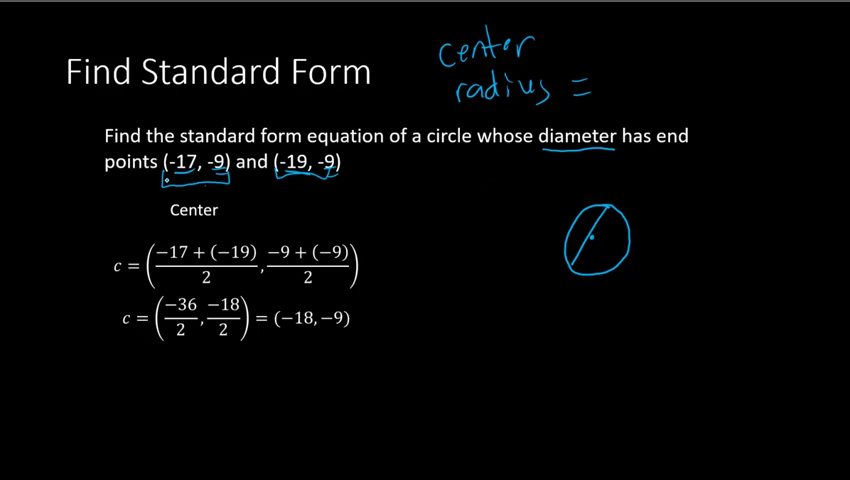 Find Standard Form
center
radius =
Find the standard form equation of a circle whose diameter has end
points (-17, -9) and (-19, -9)
Center
c = ( −17 + (−19) / 2 , −9 + (−9) / 2 )
c = ( −36 / 2 , −18 / 2 ) = (−18, −9)